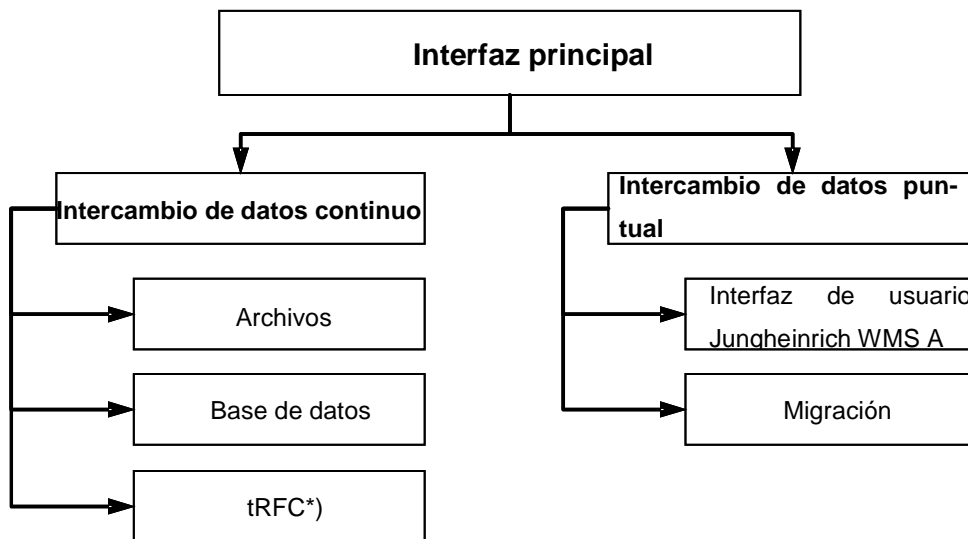 Interfaz principal
Intercambio de datos continuo
Archivos
Base de datos
tRFC*)
Intercambio de datos pun-
tual
Interfaz de usuario
Jungheinrich WMS A
Migración